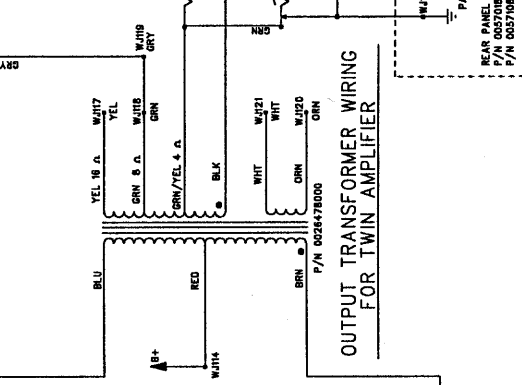 GRY
WJ119
GRY
GRN
REAR PANEL
WJ117
YEL
WJ118
GRN
WJ121
WHT
WJ120
ORN
YEL 16 Ω
GRN 8 Ω
GRN/YEL 4 Ω
BLK
WHT
ORN
P/N 0026478000
BLU
RED
BRN
B+
WJ114
OUTPUT TRANSFORMER WIRING
FOR TWIN AMPLIFIER